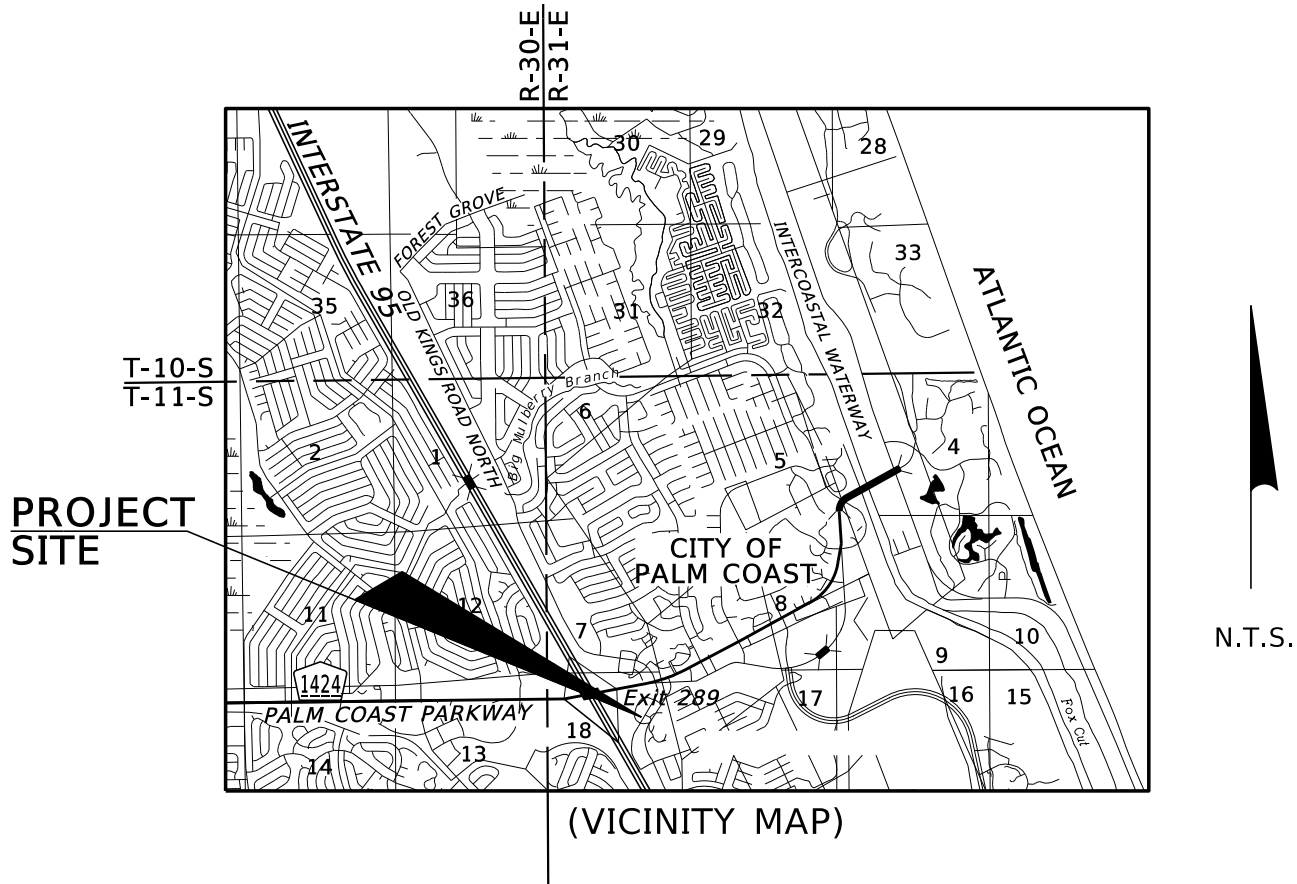 R-30-E
R-31-E
INTERSTATE 95
FOREST GROVE
OLD KINGS ROAD NORTH
30
29
28
33
INTERCOASTAL WATERWAY
ATLANTIC OCEAN
35
36
31
32
T-10-S
T-11-S
Big Mulberry Branch
6
2
1
5
4
PROJECT
SITE
CITY OF
PALM COAST
11
12
7
8
9
10
N.T.S.
1424
PALM COAST PARKWAY
Exit 289
17
16
15
Fox Cut
18
13
14
(VICINITY MAP)